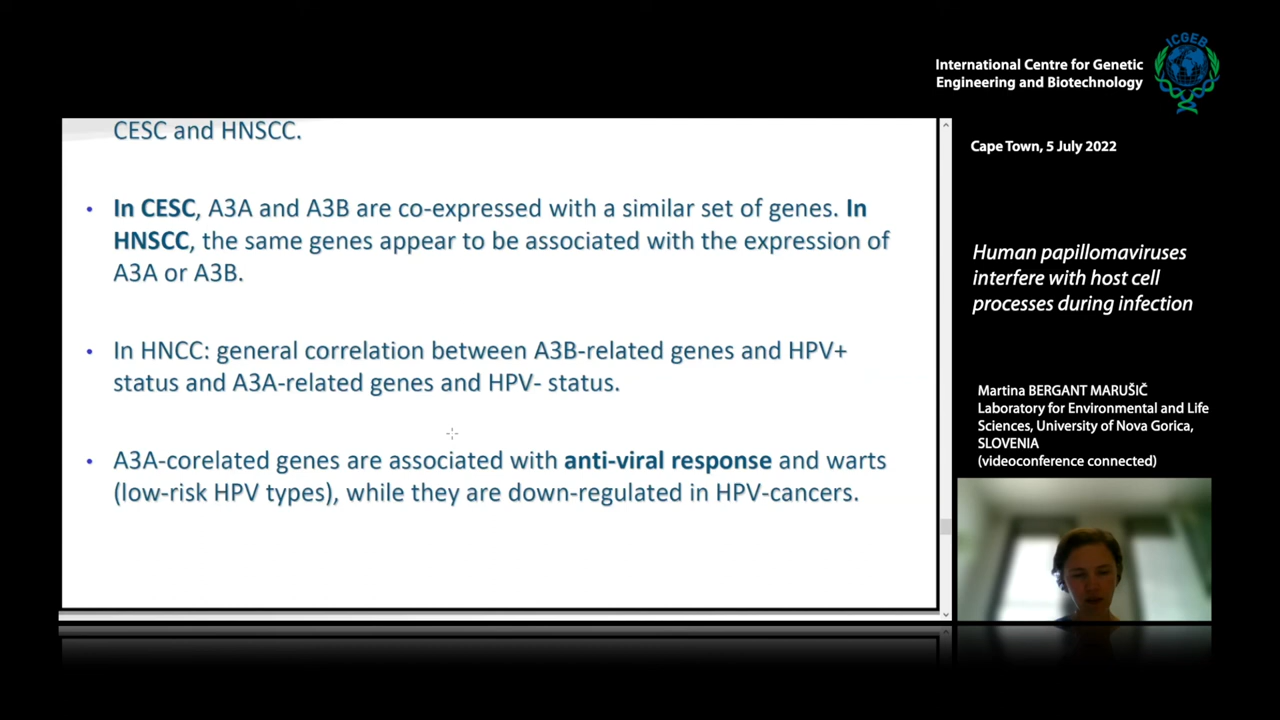 ICGEB
International Centre for Genetic
Engineering and Biotechnology
Cape Town, 5 July 2022
CESC and HNSCC.
• In CESC, A3A and A3B are co-expressed with a similar set of genes. In
HNSCC, the same genes appear to be associated with the expression of
A3A or A3B.
• In HNCC: general correlation between A3B-related genes and HPV+
status and A3A-related genes and HPV- status.
• A3A-corelated genes are associated with anti-viral response and warts
(low-risk HPV types), while they are down-regulated in HPV-cancers.
Human papillomaviruses
interfere with host cell
processes during infection
Martina BERGANT MARUŠIČ
Laboratory for Environmental and Life
Sciences, University of Nova Gorica,
SLOVENIA
(videoconference connected)